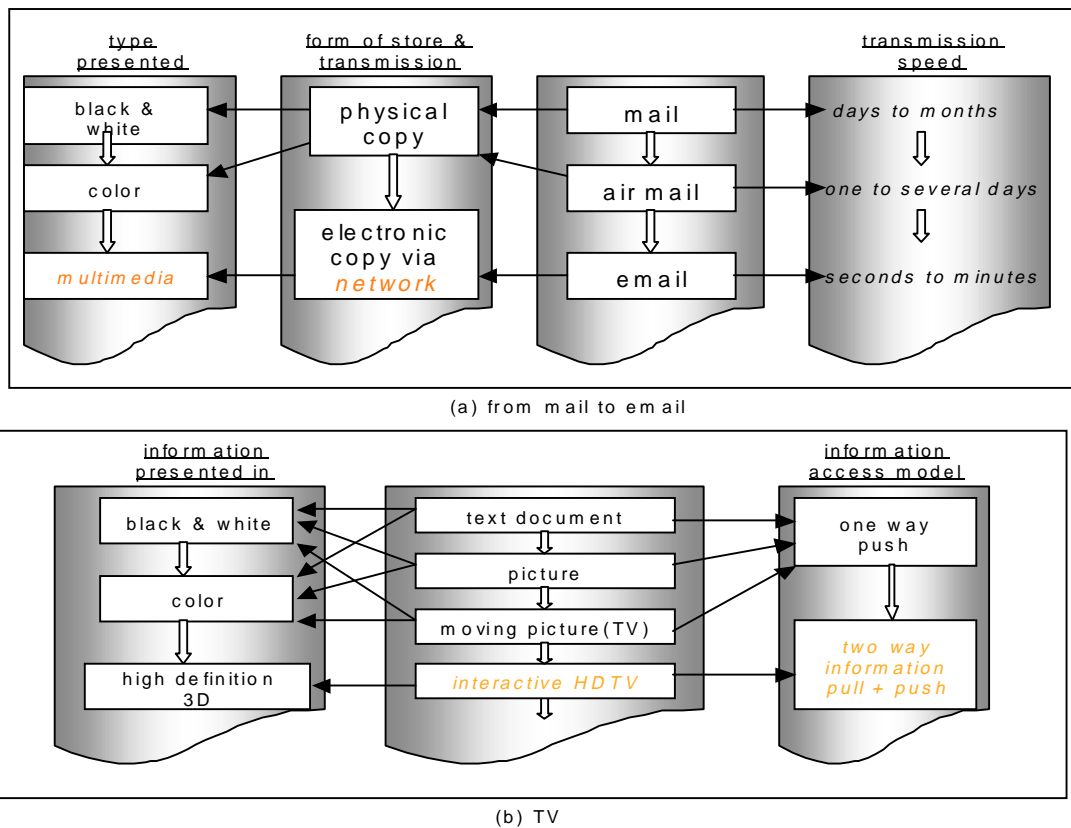 type
presented
form of store &
transmission
transmission
speed
black &
white
color
multimedia
physical
copy
electronic
copy via
network
mail
air mail
email
days to months
one to several days
seconds to minutes
(a) from mail to email
information
presented in
information
access model
black & white
color
high definition
3D
text document
picture
moving picture(TV)
interactive HDTV
one way
push
two way
information
pull + push
(b) TV